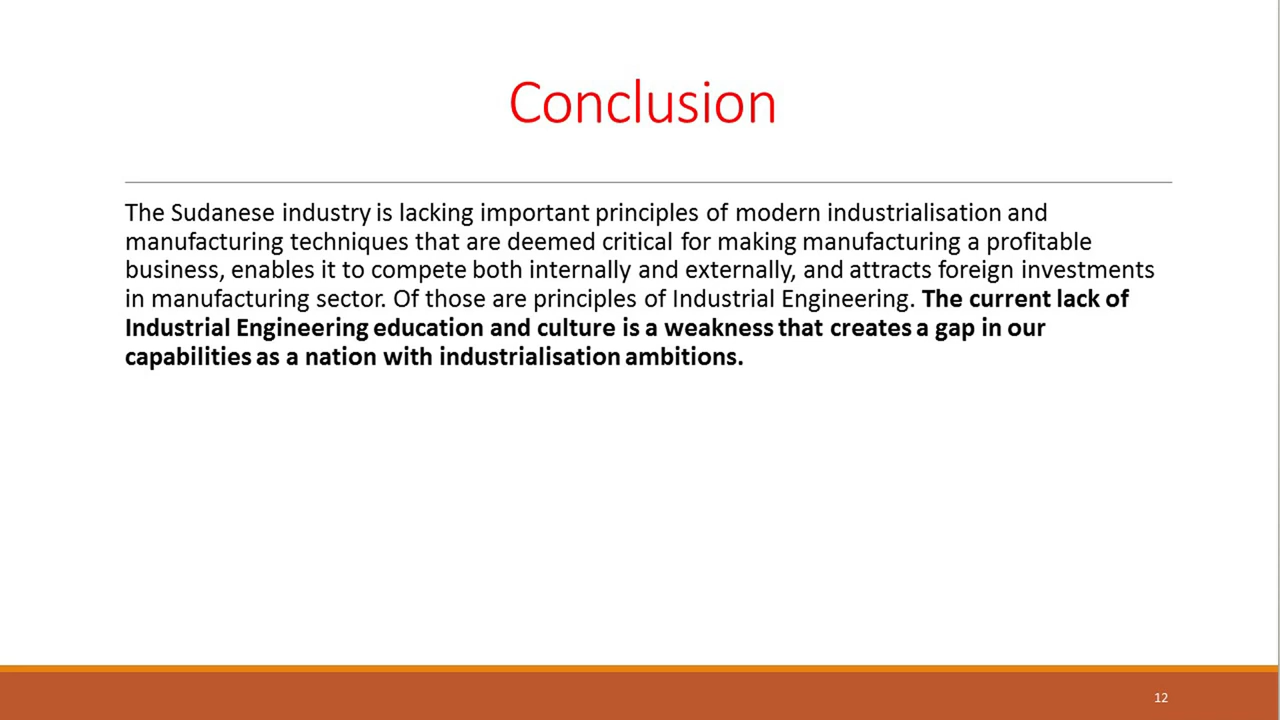 Conclusion
The Sudanese industry is lacking important principles of modern industrialisation and
manufacturing techniques that are deemed critical for making manufacturing a profitable
business, enables it to compete both internally and externally, and attracts foreign investments
in manufacturing sector. Of those are principles of Industrial Engineering. The current lack of
Industrial Engineering education and culture is a weakness that creates a gap in our
capabilities as a nation with industrialisation ambitions.
12